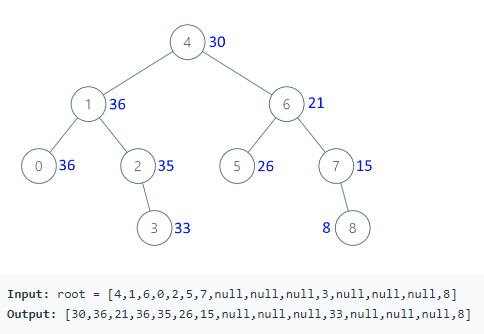 4 30
1 36 6 21
0 36 2 35 5 26 7 15
3 33 8 8
Input: root = [4,1,6,0,2,5,7,null,null,null,3,null,null,null,8]
Output: [30,36,21,36,35,26,15,null,null,null,33,null,null,null,8]